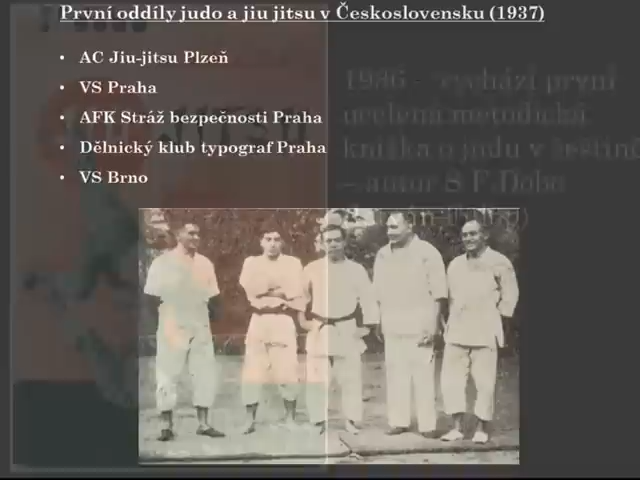 První oddíly judo a jiu jitsu v Československu (1937)
• AC Jiu-jitsu Plzeň
• VS Praha
• AFK Stráž bezpečnosti Praha
• Dělnický klub typograf Praha
• VS Brno
vychází první
ucelená metodická
knížka o judu v češtině
– autor S.F.Dobo